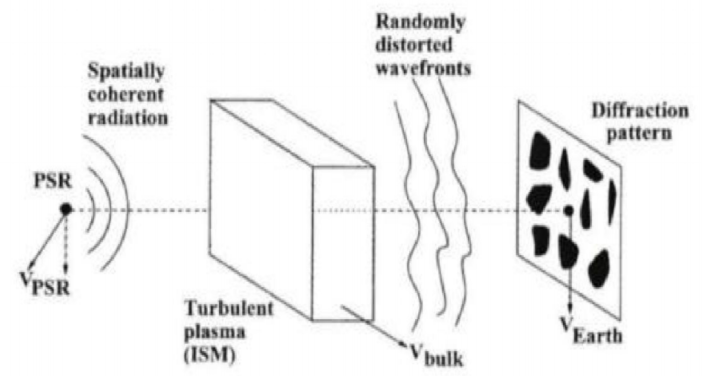 Randomly
distorted
wavefronts
Spatially
coherent
radiation
Diffraction
pattern
PSR
VPSR
Turbulent
plasma
(ISM)
Vbulk
VEarth